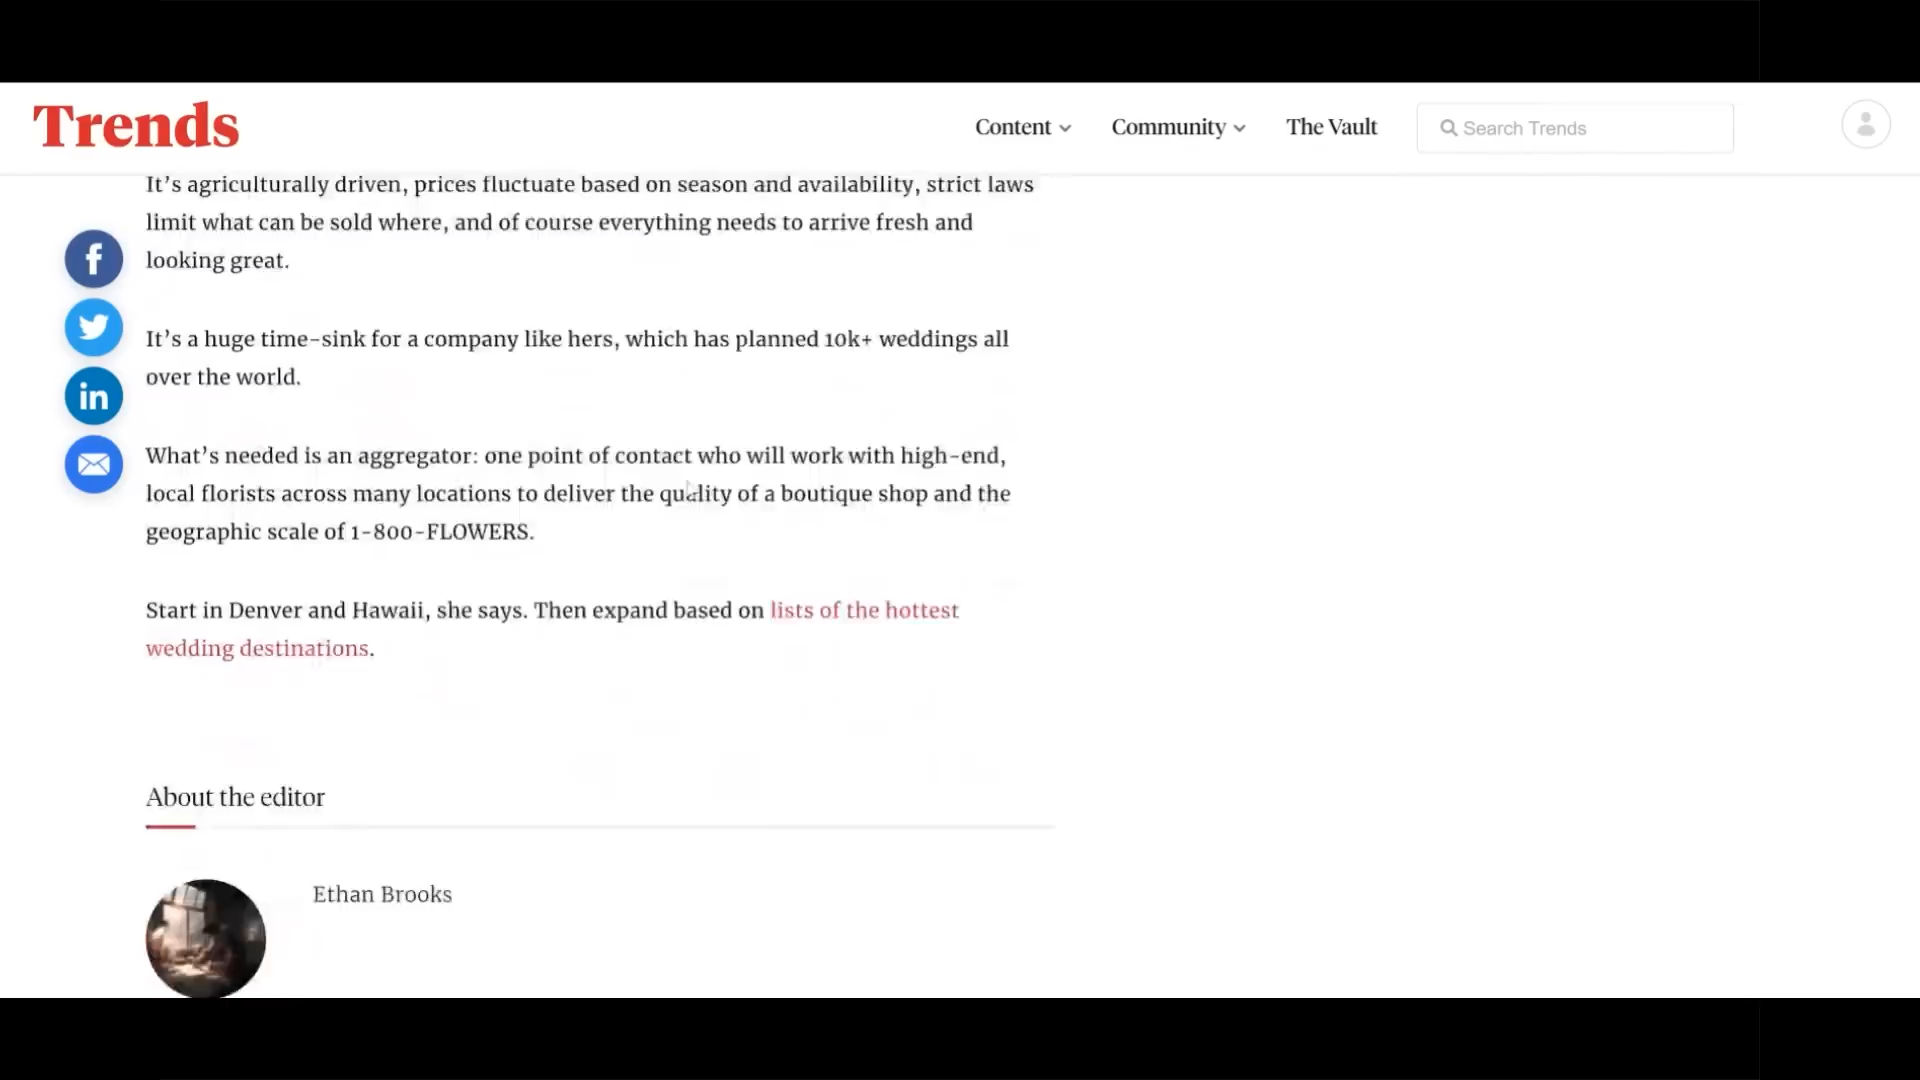 Trends
Content
Community
The Vault
Search Trends
It’s agriculturally driven, prices fluctuate based on season and availability, strict laws
limit what can be sold where, and of course everything needs to arrive fresh and
looking great.
It’s a huge time-sink for a company like hers, which has planned 10k+ weddings all
over the world.
What’s needed is an aggregator: one point of contact who will work with high-end,
local florists across many locations to deliver the quality of a boutique shop and the
geographic scale of 1-800-FLOWERS.
Start in Denver and Hawaii, she says. Then expand based on lists of the hottest
wedding destinations.
About the editor
Ethan Brooks